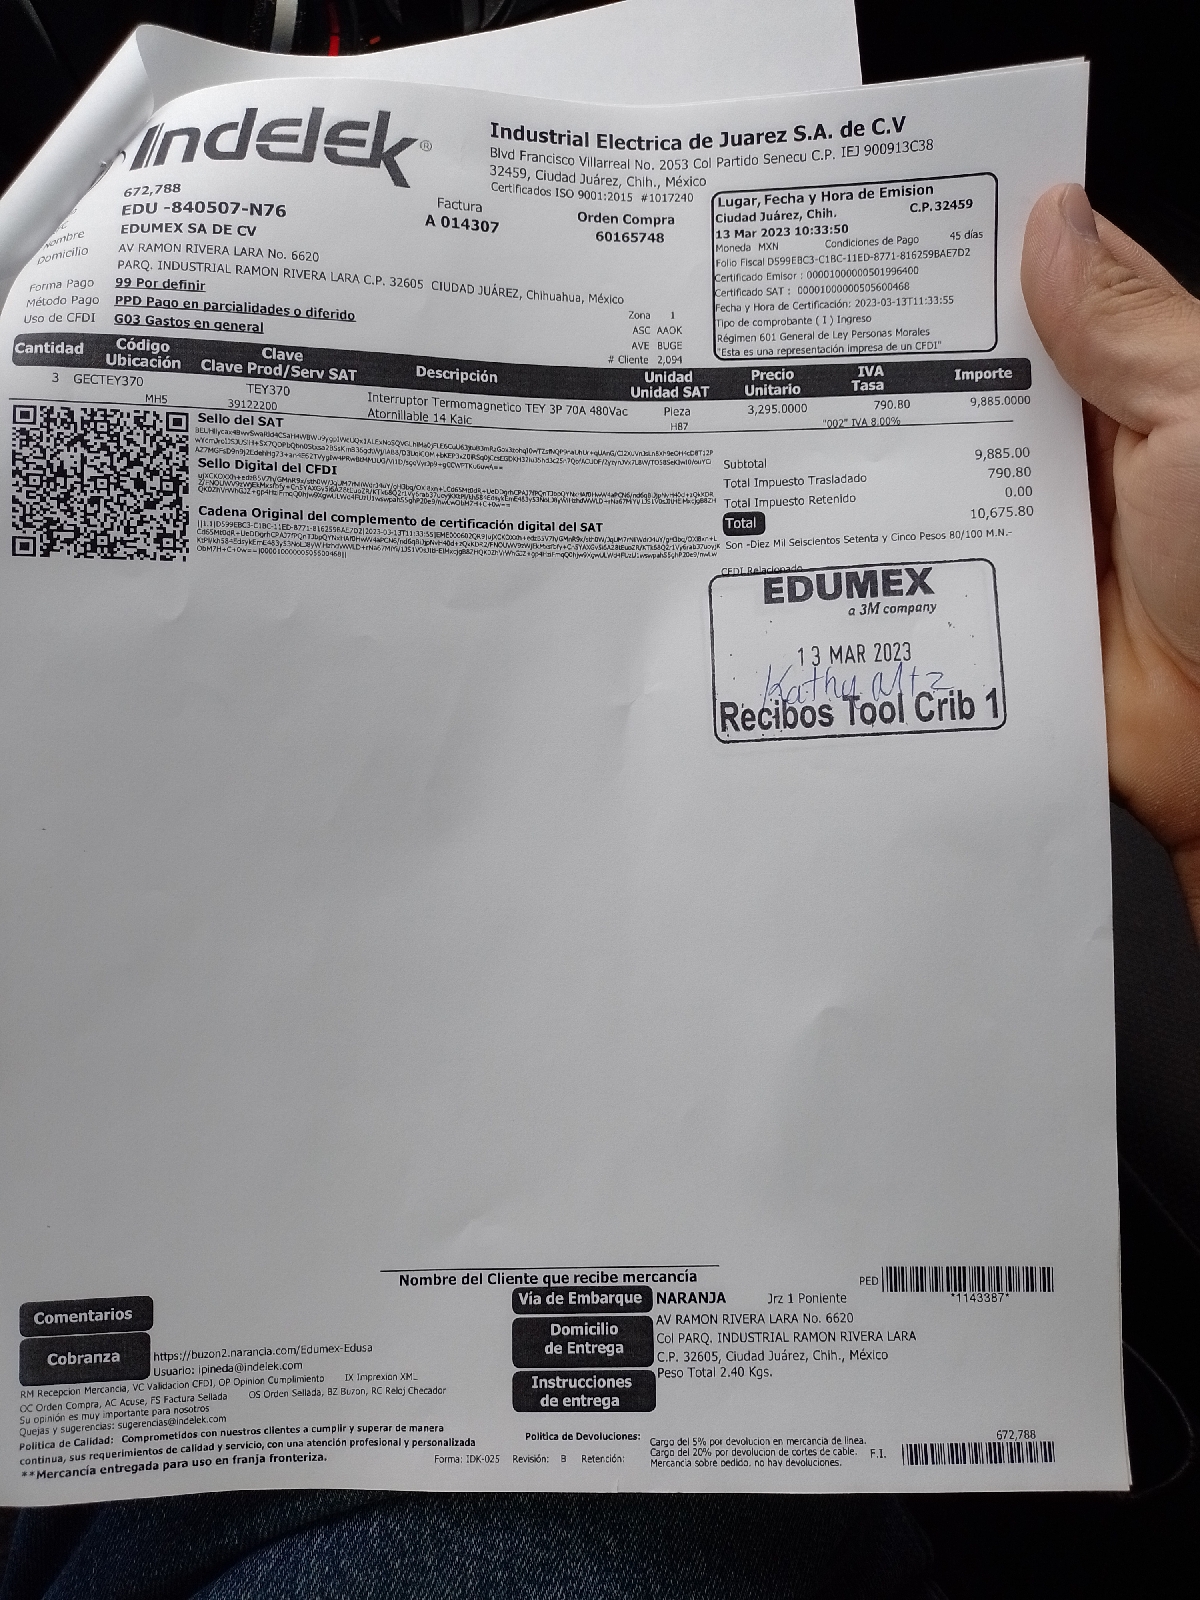 Indelek®
Industrial Electrica de Juarez S.A. de C.V
Blvd Francisco Villarreal No. 2053 Col Partido Senecu C.P. IEJ 900913C38
32459, Ciudad Juárez, Chih., México
Certificados ISO 9001:2015 #1017240
672,788
EDU -840507-N76
Nombre EDUMEX SA DE CV
Domicilio AV RAMON RIVERA LARA No. 6620
PARQ. INDUSTRIAL RAMON RIVERA LARA C.P. 32605 CIUDAD JUÁREZ, Chihuahua, México
Factura
A 014307
Orden Compra
60165748
Forma Pago 99 Por definir
Método Pago PPD Pago en parcialidades o diferido
Uso de CFDI G03 Gastos en general
Zona 1
ASC AAOK
AVE BUGE
# Cliente 2,094
Lugar, Fecha y Hora de Emision
Ciudad Juárez, Chih. C.P. 32459
13 Mar 2023 10:33:50
Moneda MXN Condiciones de Pago 45 días
Folio Fiscal D599EBC3-C1BC-11ED-8771-816259BAE7D2
Certificado Emisor : 00001000000501996400
Certificado SAT : 00001000000505600468
Fecha y Hora de Certificación: 2023-03-13T11:33:55
Tipo de comprobante ( I ) Ingreso
Régimen 601 General de Ley Personas Morales
"Esta es una representación impresa de un CFDI"
Cantidad Código Ubicación Clave Clave Prod/Serv SAT Descripción Unidad Unidad SAT Precio Unitario IVA Tasa Importe
3 GECTEY370 TEY370 Interruptor Termomagnetico TEY 3P 70A 480Vac Pieza 3,295.0000 790.80 9,885.0000
MH5 39122200 Atornillable 14 Kaic H87 "002" IVA 8.00%
Sello del SAT
Sello Digital del CFDI
Cadena Original del complemento de certificación digital del SAT
Subtotal 9,885.00
Total Impuesto Trasladado 790.80
Total Impuesto Retenido 0.00
Total 10,675.80
Son -Diez Mil Seiscientos Setenta y Cinco Pesos 80/100 M.N.-
CFDI Relacionado
EDUMEX
a 3M company
13 MAR 2023
Kathy Mtz
Recibos Tool Crib 1
Nombre del Cliente que recibe mercancía
PED
*1143387*
Comentarios
Cobranza
https://buzon2.narancia.com/Edumex-Edusa
Usuario: ipineda@indelek.com
RM Recepcion Mercancia, VC Validacion CFDI, OP Opinion Cumplimiento IX Impresion XML
OC Orden Compra, AC Acuse, FS Factura Sellada OS Orden Sellada, BZ Buzon, RC Reloj Checador
Su opinión es muy importante para nosotros
Quejas y sugerencias: sugerencias@indelek.com
Politica de Calidad: Comprometidos con nuestros clientes a cumplir y superar de manera
continua, sus requerimientos de calidad y servicio, con una atención profesional y personalizada
**Mercancía entregada para uso en franja fronteriza.
Vía de Embarque NARANJA Jrz 1 Poniente
Domicilio de Entrega
AV RAMON RIVERA LARA No. 6620
Col PARQ. INDUSTRIAL RAMON RIVERA LARA
C.P. 32605, Ciudad Juárez, Chih., México
Peso Total 2.40 Kgs.
Instrucciones de entrega
Forma: IDK-025 Revisión: B Retención:
Politica de Devoluciones:
Cargo del 5% por devolucion en mercancia de linea.
Cargo del 20% por devolucion de cortes de cable.
Mercancia sobre pedido, no hay devoluciones.
F.I.
672,788